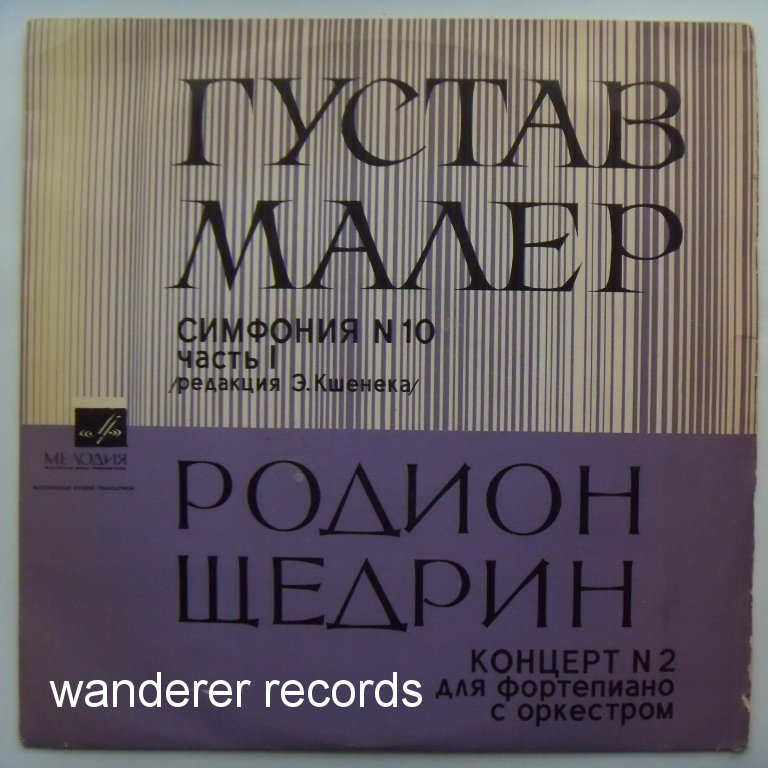 ГУСТАВ
МАЛЕР
СИМФОНИЯ N 10
часть I
/редакция Э. Кшенека/
МЕЛОДИЯ
РОДИОН
ЩЕДРИН
КОНЦЕРТ N 2
для фортепиано
с оркестром
wanderer records